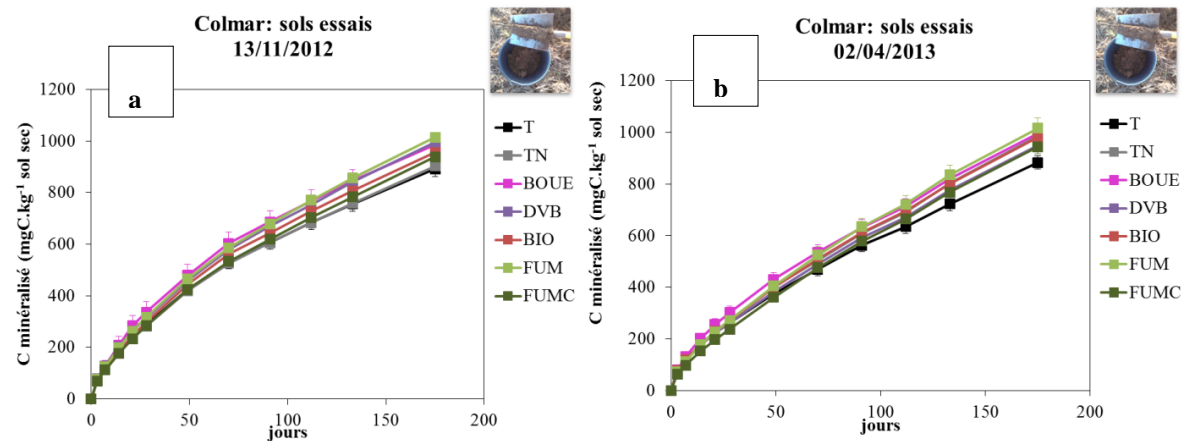 Colmar: sols essais
13/11/2012
a
C minéralisé (mgC.kg⁻¹ sol sec)
1200
1000
800
600
400
200
0
0 50 100 150 200
jours
T
TN
BOUE
DVB
BIO
FUM
FUMC
Colmar: sols essais
02/04/2013
b
C minéralisé (mgC.kg⁻¹ sol sec)
1200
1000
800
600
400
200
0
0 50 100 150 200
jours
T
TN
BOUE
DVB
BIO
FUM
FUMC